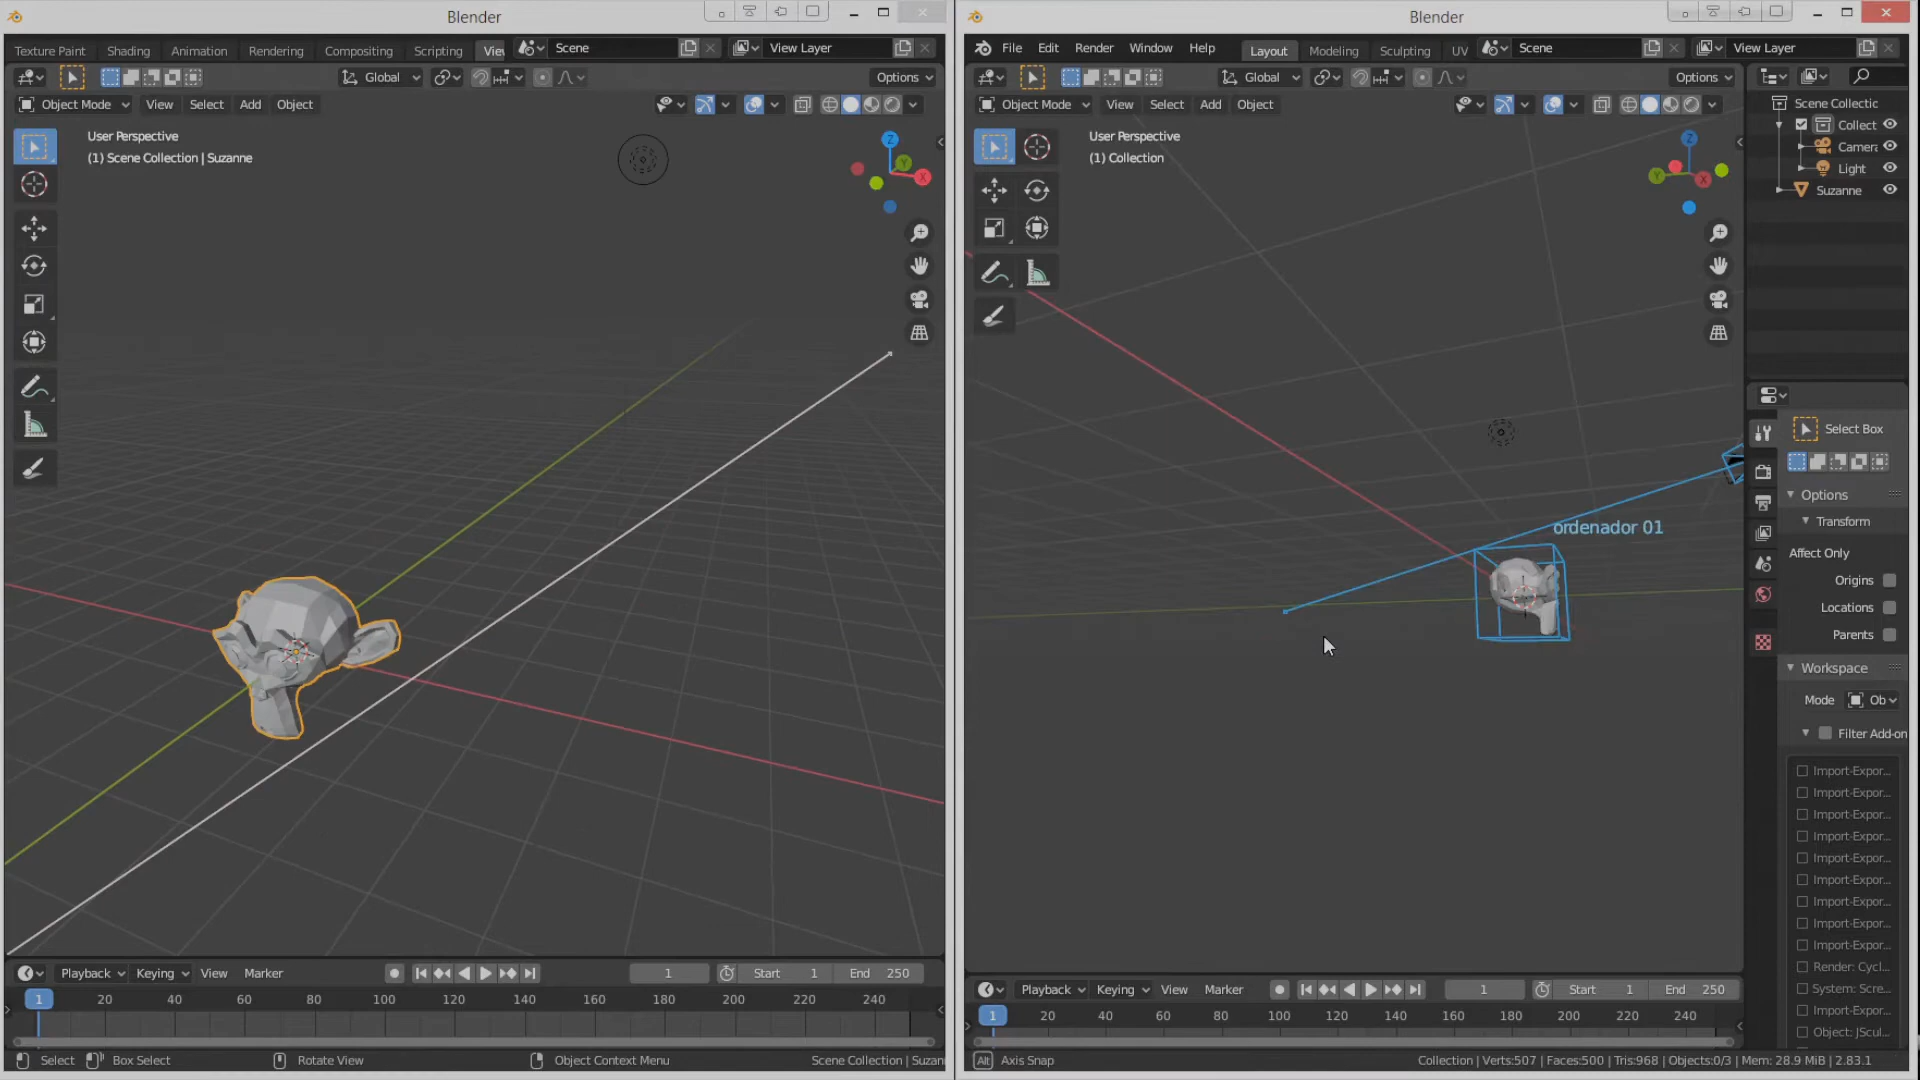 Blender
Texture Paint Shading Animation Rendering Compositing Scripting Vie Scene View Layer
Global Options
Object Mode View Select Add Object
User Perspective
(1) Scene Collection | Suzanne
Z
Y
X
Playback Keying View Marker 1 Start 1 End 250
1 20 40 60 80 100 120 140 160 180 200 220 240
Select Box Select Rotate View Object Context Menu Scene Collection | Suzan
Blender
File Edit Render Window Help Layout Modeling Sculpting UV Scene View Layer
Global Options
Object Mode View Select Add Object
User Perspective
(1) Collection
Z
Y
X
ordenador 01
Playback Keying View Marker 1 Start 1 End 250
1 20 40 60 80 100 120 140 160 180 200 220 240
Alt Axis Snap Collection | Verts:507 | Faces:500 | Tris:968 | Objects:0/3 | Mem: 28.9 MiB | 2.83.1
Scene Collectic
Collect
Camera
Light
Suzanne
Select Box
Options
Transform
Affect Only
Origins
Locations
Parents
Workspace
Mode Ob
Filter Add-on
Import-Expor...
Import-Expor...
Import-Expor...
Import-Expor...
Import-Expor...
Import-Expor...
Import-Expor...
Import-Expor...
Import-Expor...
Render: Cycl...
System: Scre...
Import-Expor...
Object: JScul...